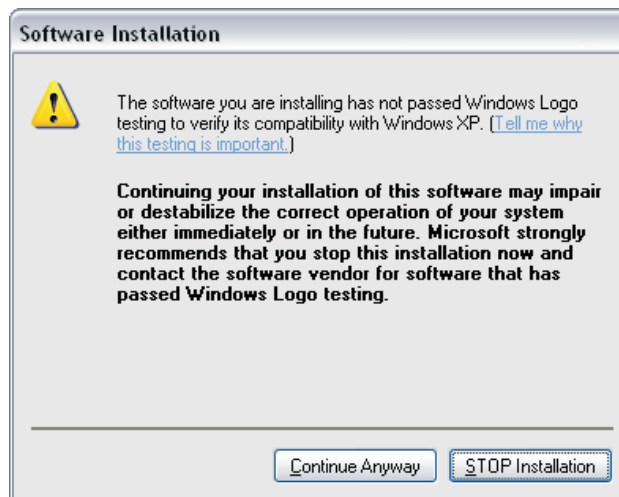 Software Installation
The software you are installing has not passed Windows Logo
testing to verify its compatibility with Windows XP. (Tell me why
this testing is important.)
Continuing your installation of this software may impair
or destabilize the correct operation of your system
either immediately or in the future. Microsoft strongly
recommends that you stop this installation now and
contact the software vendor for software that has
passed Windows Logo testing.
Continue Anyway
STOP Installation